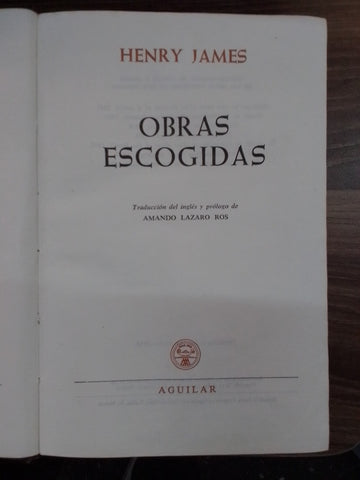 HENRY JAMES
OBRAS
ESCOGIDAS
Traducción del inglés y prólogo de
AMANDO LAZARO ROS
AGUILAR